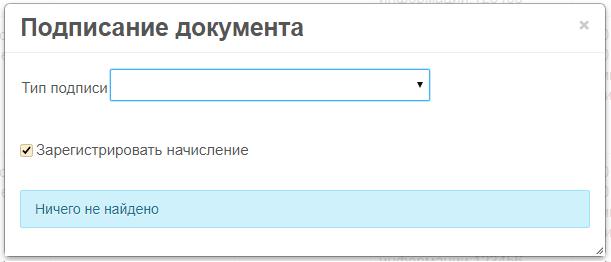 Подписание документа ×
Тип подписи
Зарегистрировать начисление
Ничего не найдено